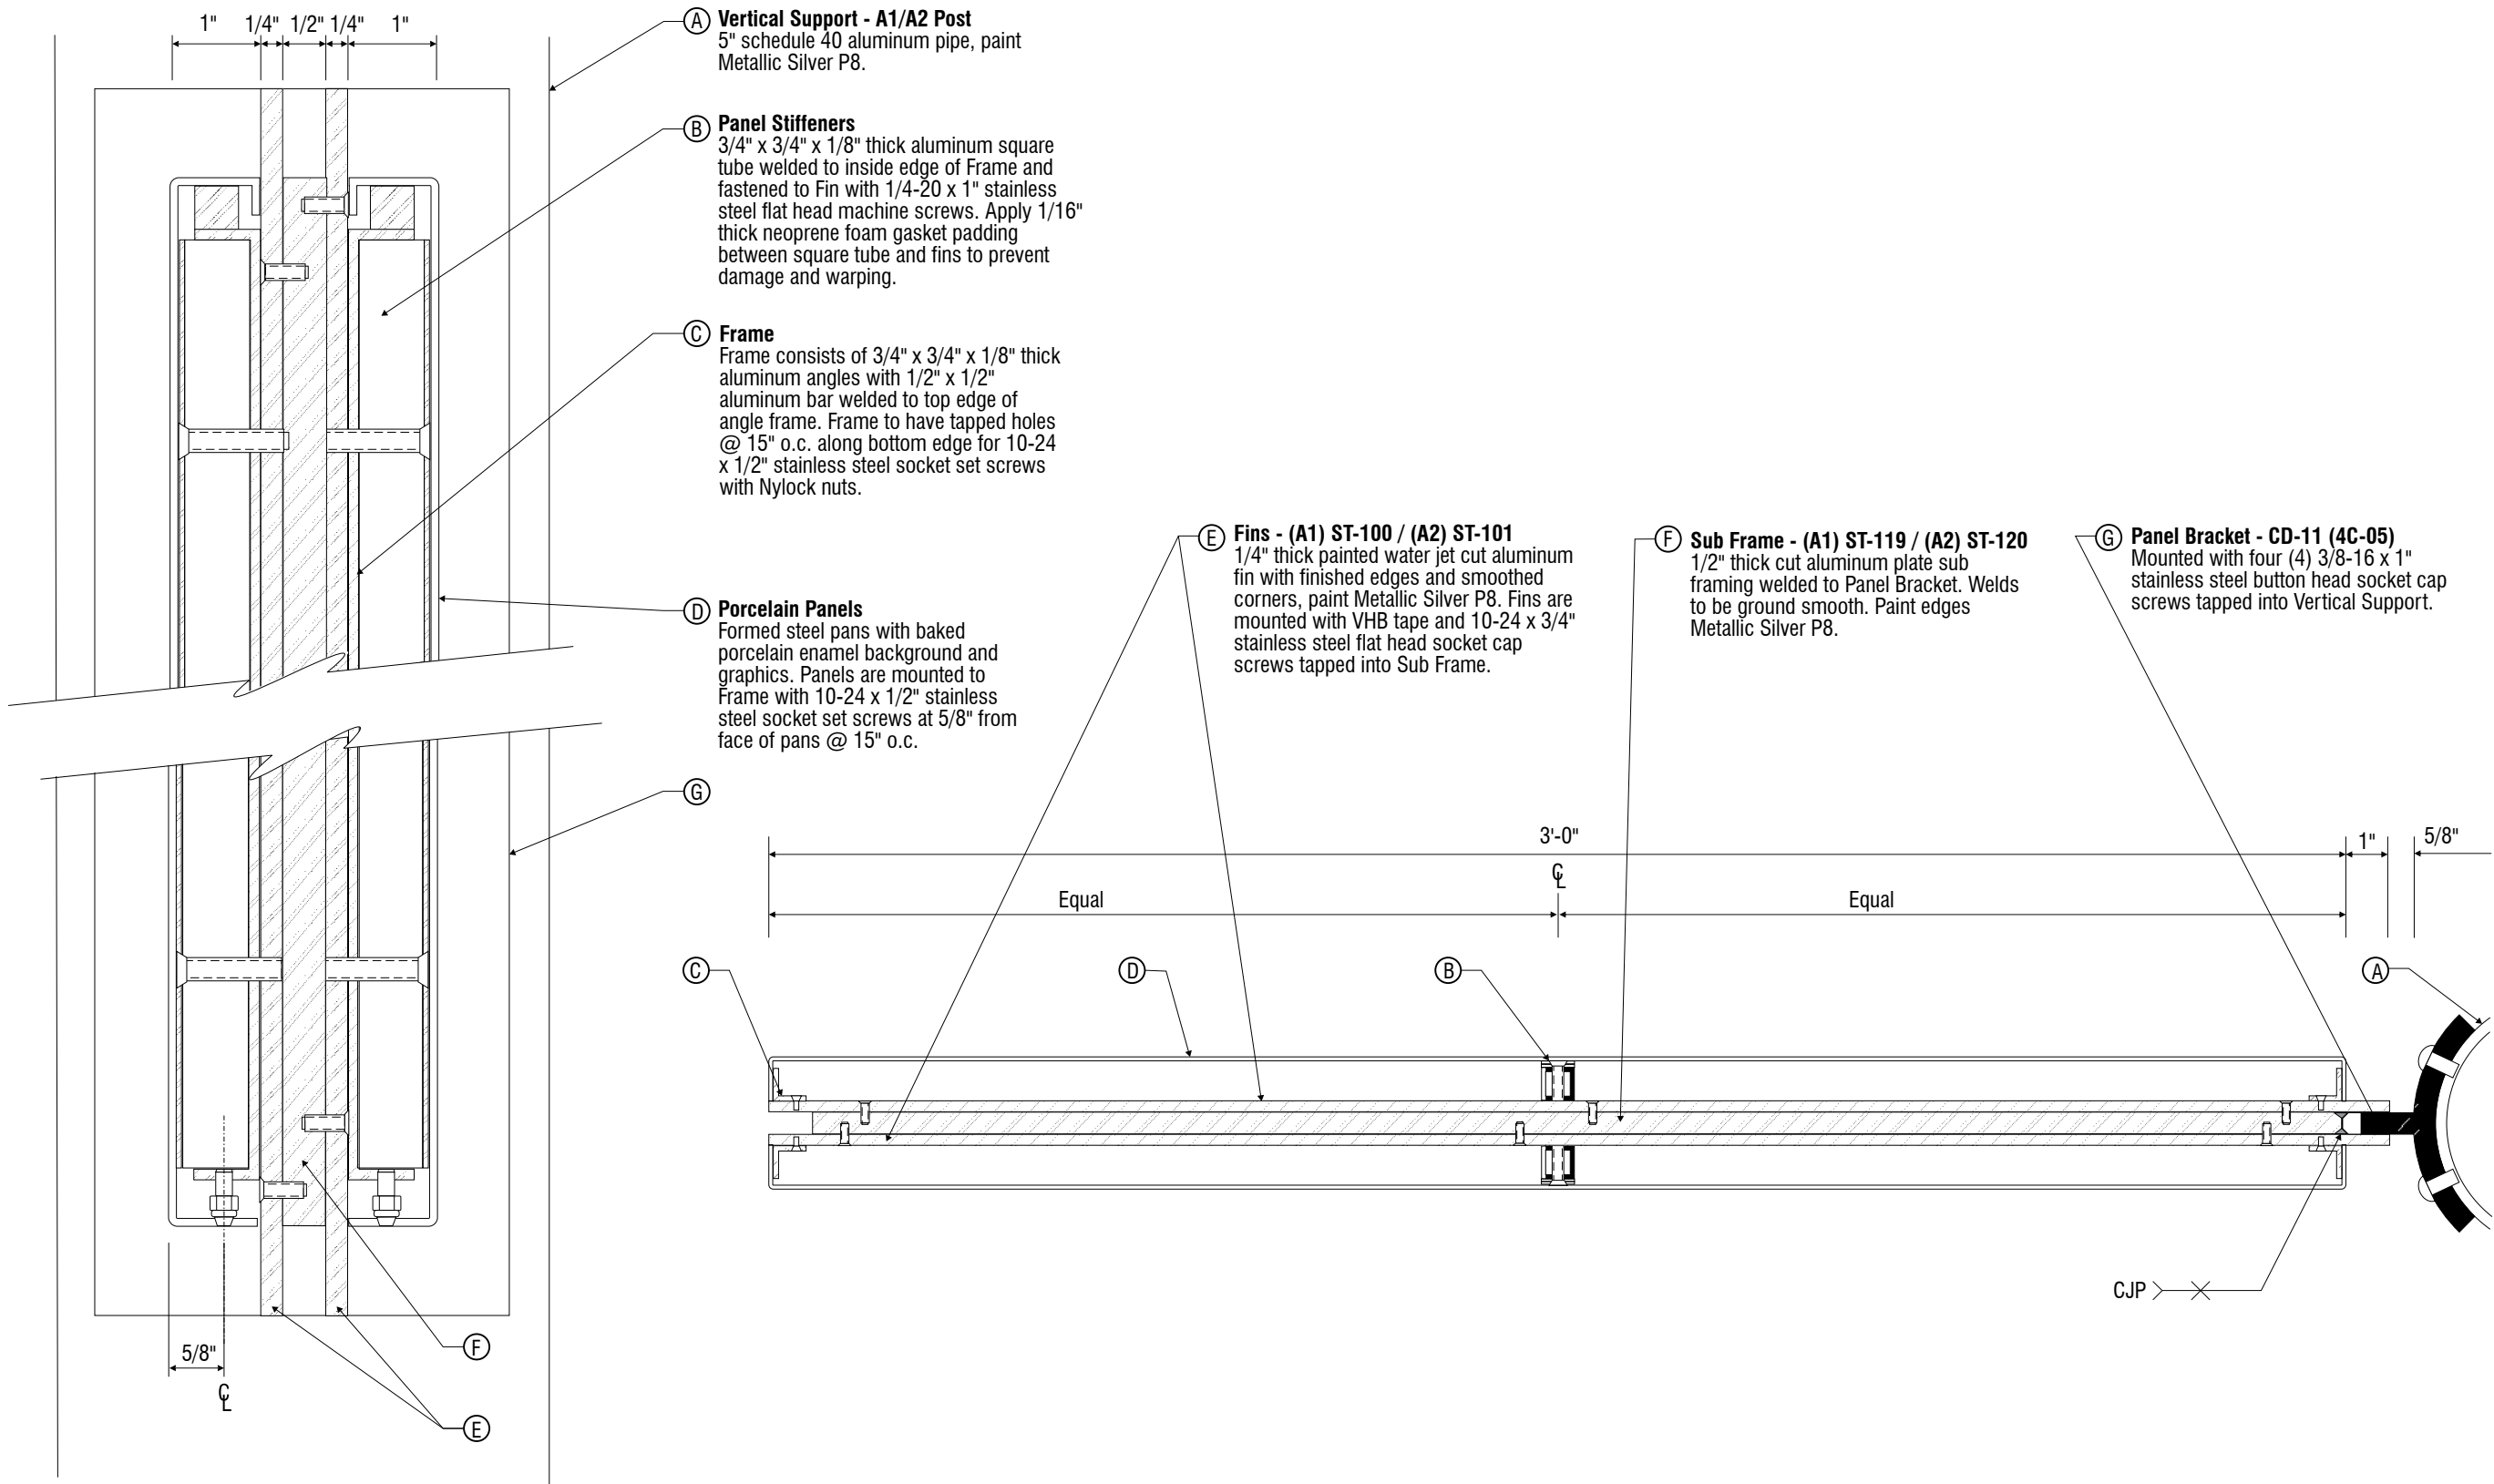 1" 1/4" 1/2" 1/4" 1"
A Vertical Support - A1/A2 Post
5" schedule 40 aluminum pipe, paint
Metallic Silver P8.
B Panel Stiffeners
3/4" x 3/4" x 1/8" thick aluminum square
tube welded to inside edge of Frame and
fastened to Fin with 1/4-20 x 1" stainless
steel flat head machine screws. Apply 1/16"
thick neoprene foam gasket padding
between square tube and fins to prevent
damage and warping.
C Frame
Frame consists of 3/4" x 3/4" x 1/8" thick
aluminum angles with 1/2" x 1/2"
aluminum bar welded to top edge of
angle frame. Frame to have tapped holes
@ 15" o.c. along bottom edge for 10-24
x 1/2" stainless steel socket set screws
with Nylock nuts.
D Porcelain Panels
Formed steel pans with baked
porcelain enamel background and
graphics. Panels are mounted to
Frame with 10-24 x 1/2" stainless
steel socket set screws at 5/8" from
face of pans @ 15" o.c.
G
E Fins - (A1) ST-100 / (A2) ST-101
1/4" thick painted water jet cut aluminum
fin with finished edges and smoothed
corners, paint Metallic Silver P8. Fins are
mounted with VHB tape and 10-24 x 3/4"
stainless steel flat head socket cap
screws tapped into Sub Frame.
F Sub Frame - (A1) ST-119 / (A2) ST-120
1/2" thick cut aluminum plate sub
framing welded to Panel Bracket. Welds
to be ground smooth. Paint edges
Metallic Silver P8.
G Panel Bracket - CD-11 (4C-05)
Mounted with four (4) 3/8-16 x 1"
stainless steel button head socket cap
screws tapped into Vertical Support.
3'-0" 1" 5/8"
CL
Equal Equal
C D B A
CJP
F
5/8"
CL
E